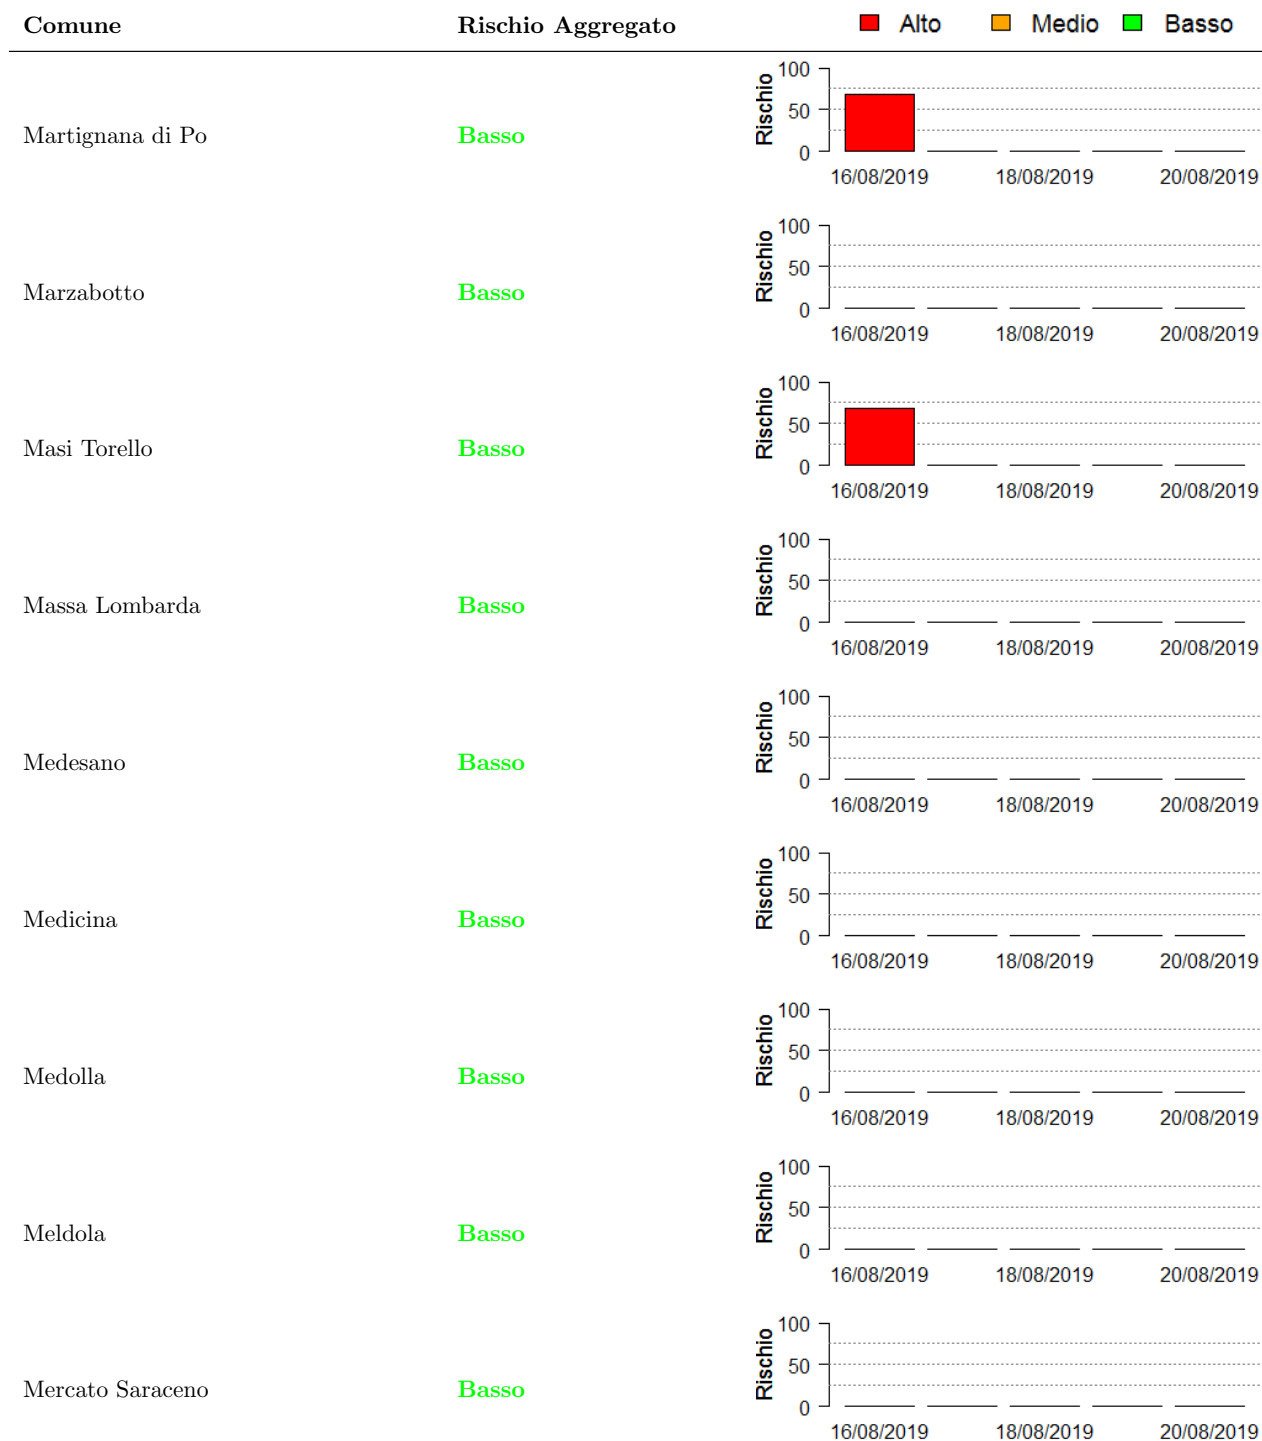 Comune Rischio Aggregato Alto Medio Basso
Martignana di Po Basso
Rischio
100
50
0
16/08/2019 18/08/2019 20/08/2019
Marzabotto Basso
Rischio
100
50
0
16/08/2019 18/08/2019 20/08/2019
Masi Torello Basso
Rischio
100
50
0
16/08/2019 18/08/2019 20/08/2019
Massa Lombarda Basso
Rischio
100
50
0
16/08/2019 18/08/2019 20/08/2019
Medesano Basso
Rischio
100
50
0
16/08/2019 18/08/2019 20/08/2019
Medicina Basso
Rischio
100
50
0
16/08/2019 18/08/2019 20/08/2019
Medolla Basso
Rischio
100
50
0
16/08/2019 18/08/2019 20/08/2019
Meldola Basso
Rischio
100
50
0
16/08/2019 18/08/2019 20/08/2019
Mercato Saraceno Basso
Rischio
100
50
0
16/08/2019 18/08/2019 20/08/2019